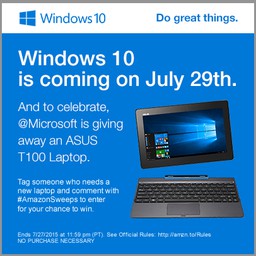 Windows 10
Do great things.
Windows 10
is coming on July 29th.
And to celebrate,
@Microsoft is giving
away an ASUS
T100 Laptop.
Tag someone who needs a
new laptop and comment with
#AmazonSweeps to enter
for your chance to win.
Ends 7/27/2015 at 11:59 pm (PT). See Official Rules: http://amzn.to/Rules
NO PURCHASE NECESSARY